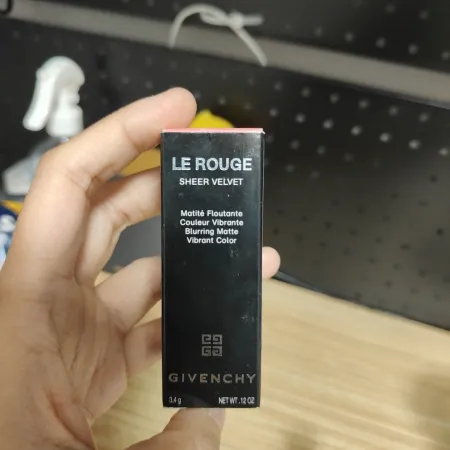 LE ROUGE
SHEER VELVET
Matité Floutante
Couleur Vibrante
Blurring Matte
Vibrant Color
GIVENCHY
3,4 g NET WT .12 OZ